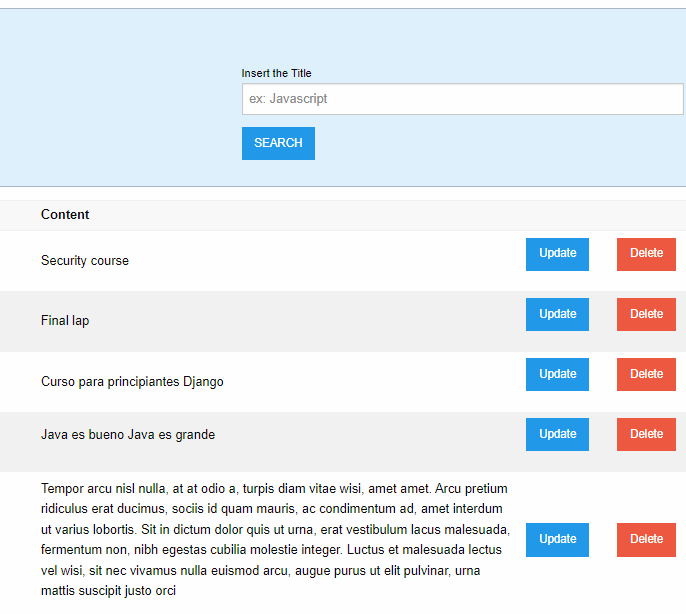 Insert the Title
ex: Javascript
SEARCH
Content
Security course Update Delete
Final lap Update Delete
Curso para principiantes Django Update Delete
Java es bueno Java es grande Update Delete
Tempor arcu nisl nulla, at at odio a, turpis diam vitae wisi, amet amet. Arcu pretium
ridiculus erat ducimus, sociis id quam mauris, ac condimentum ad, amet interdum
ut varius lobortis. Sit in dictum dolor quis ut urna, erat vestibulum lacus malesuada,
fermentum non, nibh egestas cubilia molestie integer. Luctus et malesuada lectus
vel wisi, sit nec vivamus nulla euismod arcu, augue purus ut elit pulvinar, urna
mattis suscipit justo orci
Update Delete